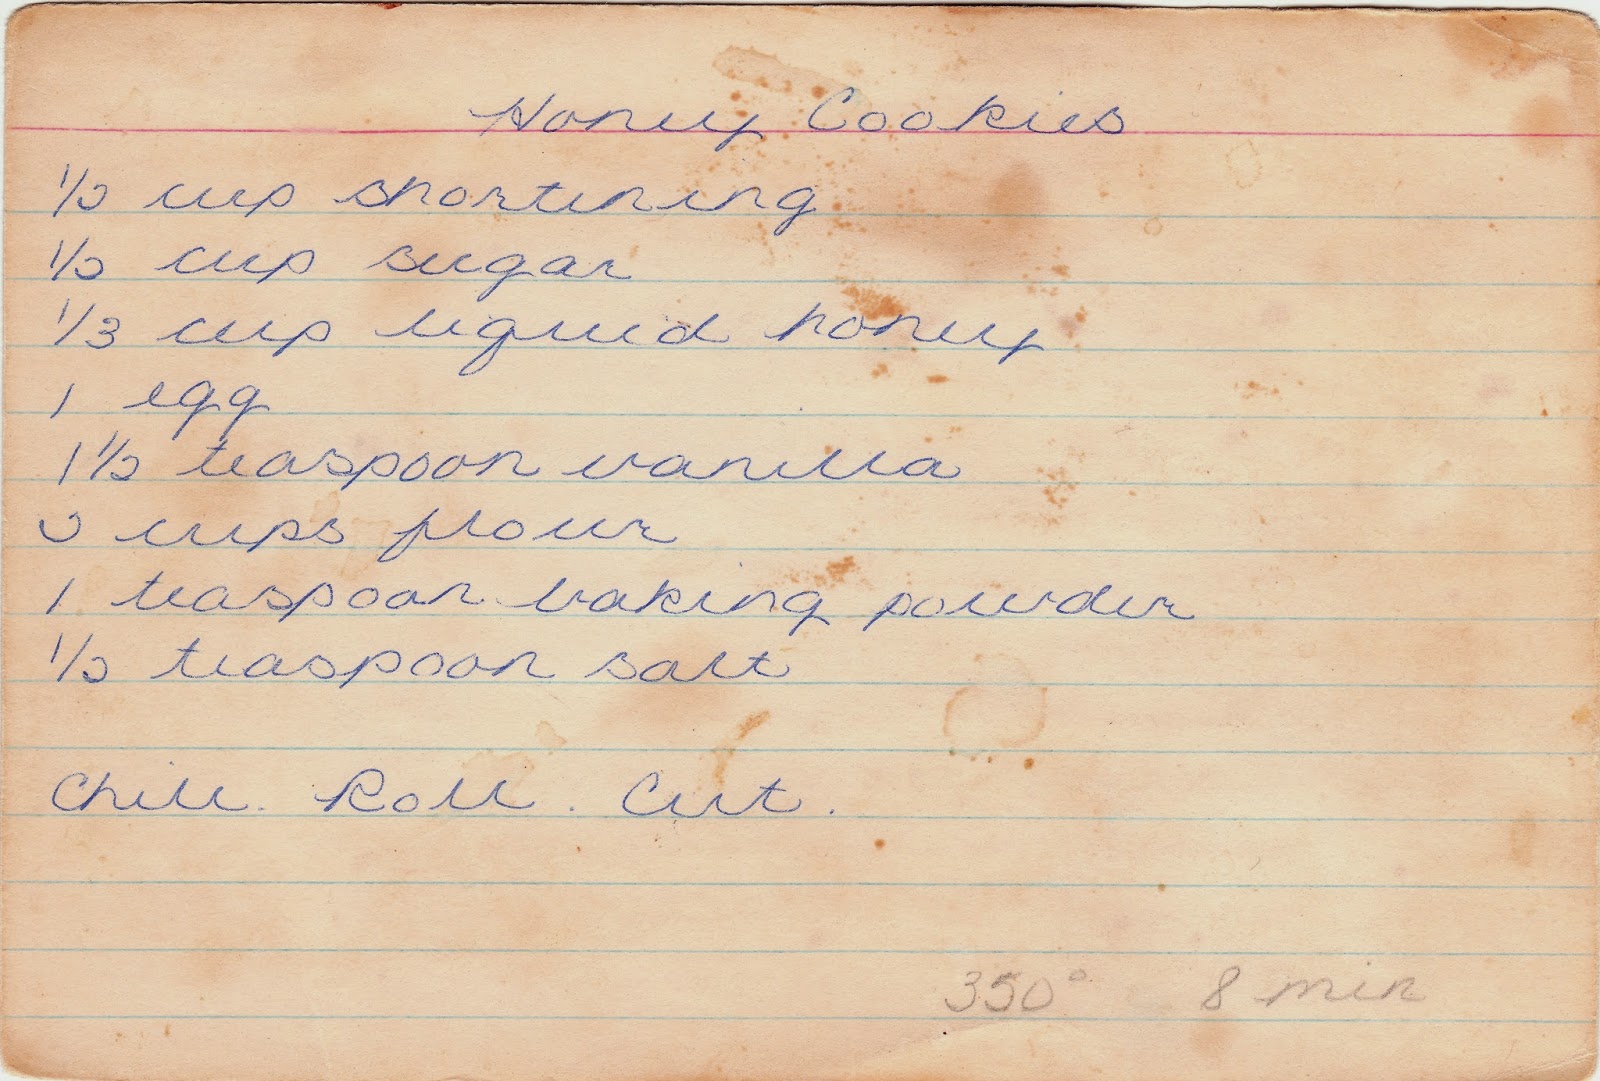 Honey Cookies
1/2 cup shortening
1/2 cup sugar
1/3 cup liquid honey
1 egg
1 1/2 teaspoon vanilla
2 cups flour
1 teaspoon baking powder
1/2 teaspoon salt
Chill. Roll. Cut.
350° 8 min